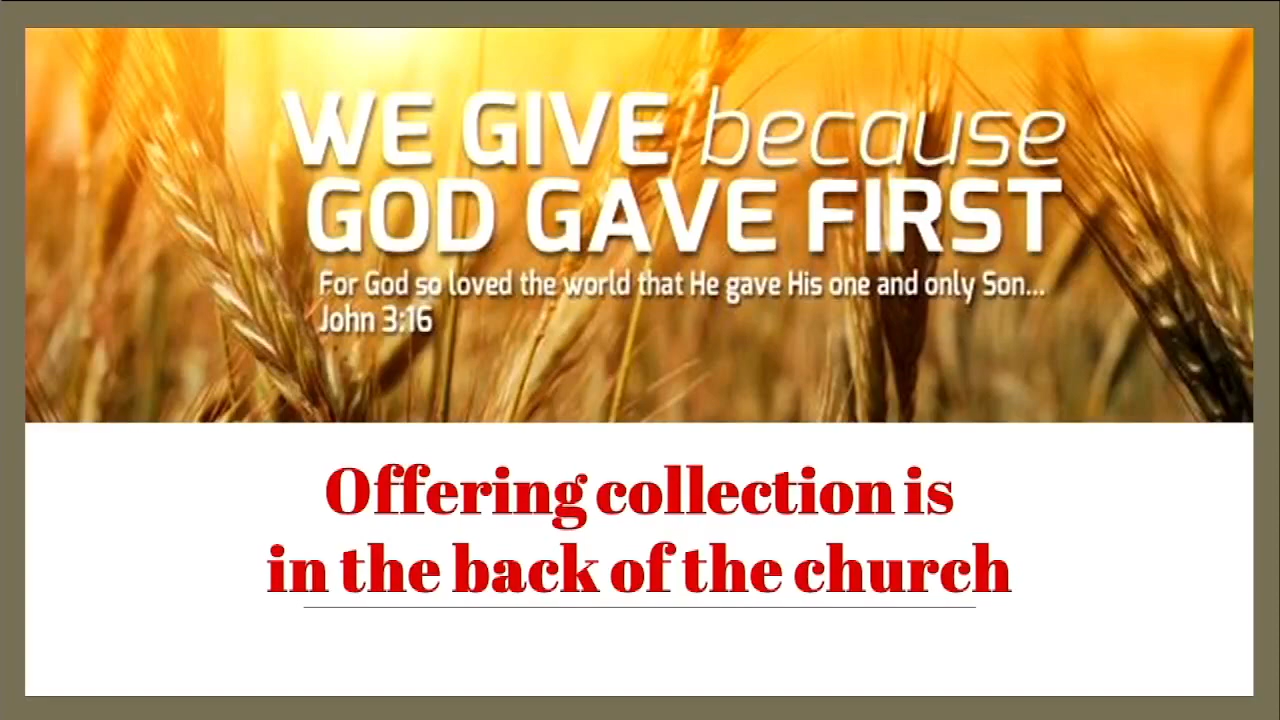 WE GIVE because
GOD GAVE FIRST
For God so loved the world that He gave His one and only Son...
John 3:16
Offering collection is
in the back of the church